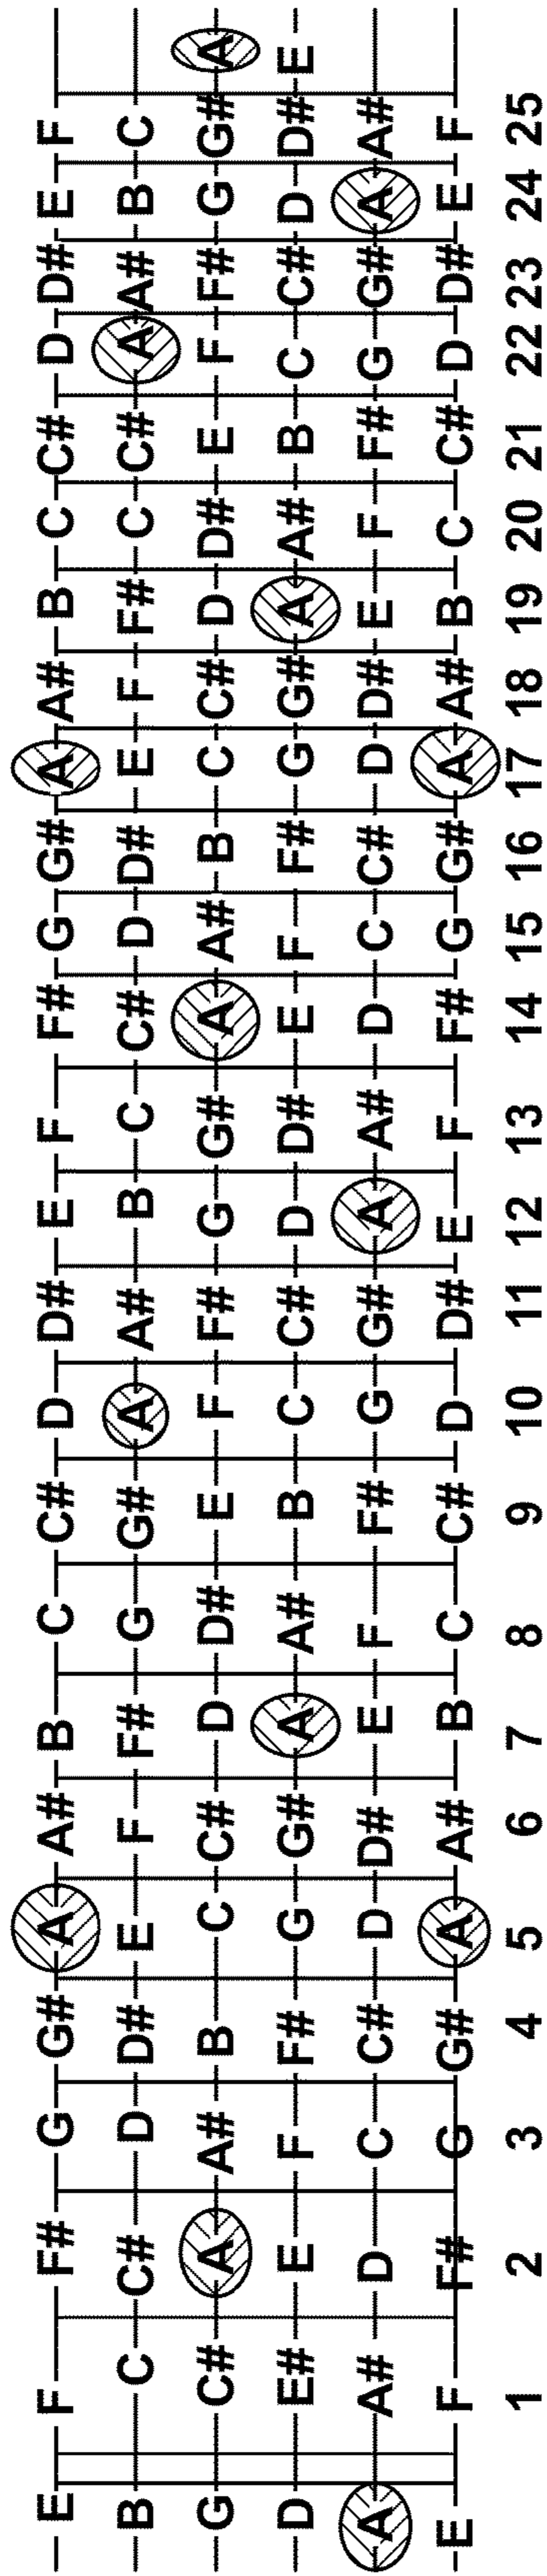 E F F# G G# A A# B C C# D D# E F F# G G# A A# B C C# D D# E F
B C C# D D# E F F# G G# A A# B C C# D D# E F F# C C# A A# B C
G C# A A# B C C# D D# E F F# G G# A A# B C C# D D# E F F# G G# A
D E# E F F# G G# A A# B C C# D D# E F F# G G# A A# B C C# D D# E
A A# D C C# D D# E F F# G G# A A# D C C# D D# E F F# G G# A A#
E F F# G G# A A# B C C# D D# E F F# G G# A A# B C C# D D# E F
1 2 3 4 5 6 7 8 9 10 11 12 13 14 15 16 17 18 19 20 21 22 23 24 25